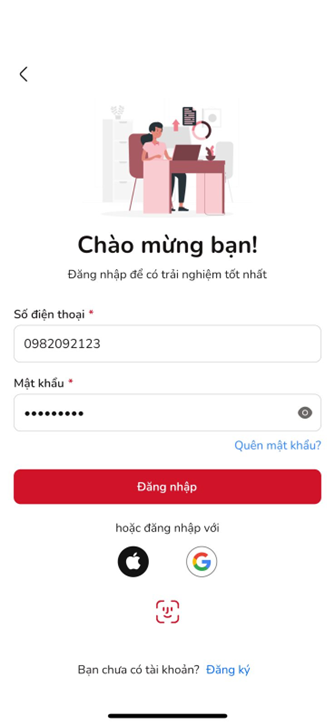 Chào mừng bạn!
Đăng nhập để có trải nghiệm tốt nhất
Số điện thoại *
0982092123
Mật khẩu *
•••••••••
Quên mật khẩu?
Đăng nhập
hoặc đăng nhập với
Bạn chưa có tài khoản? Đăng ký